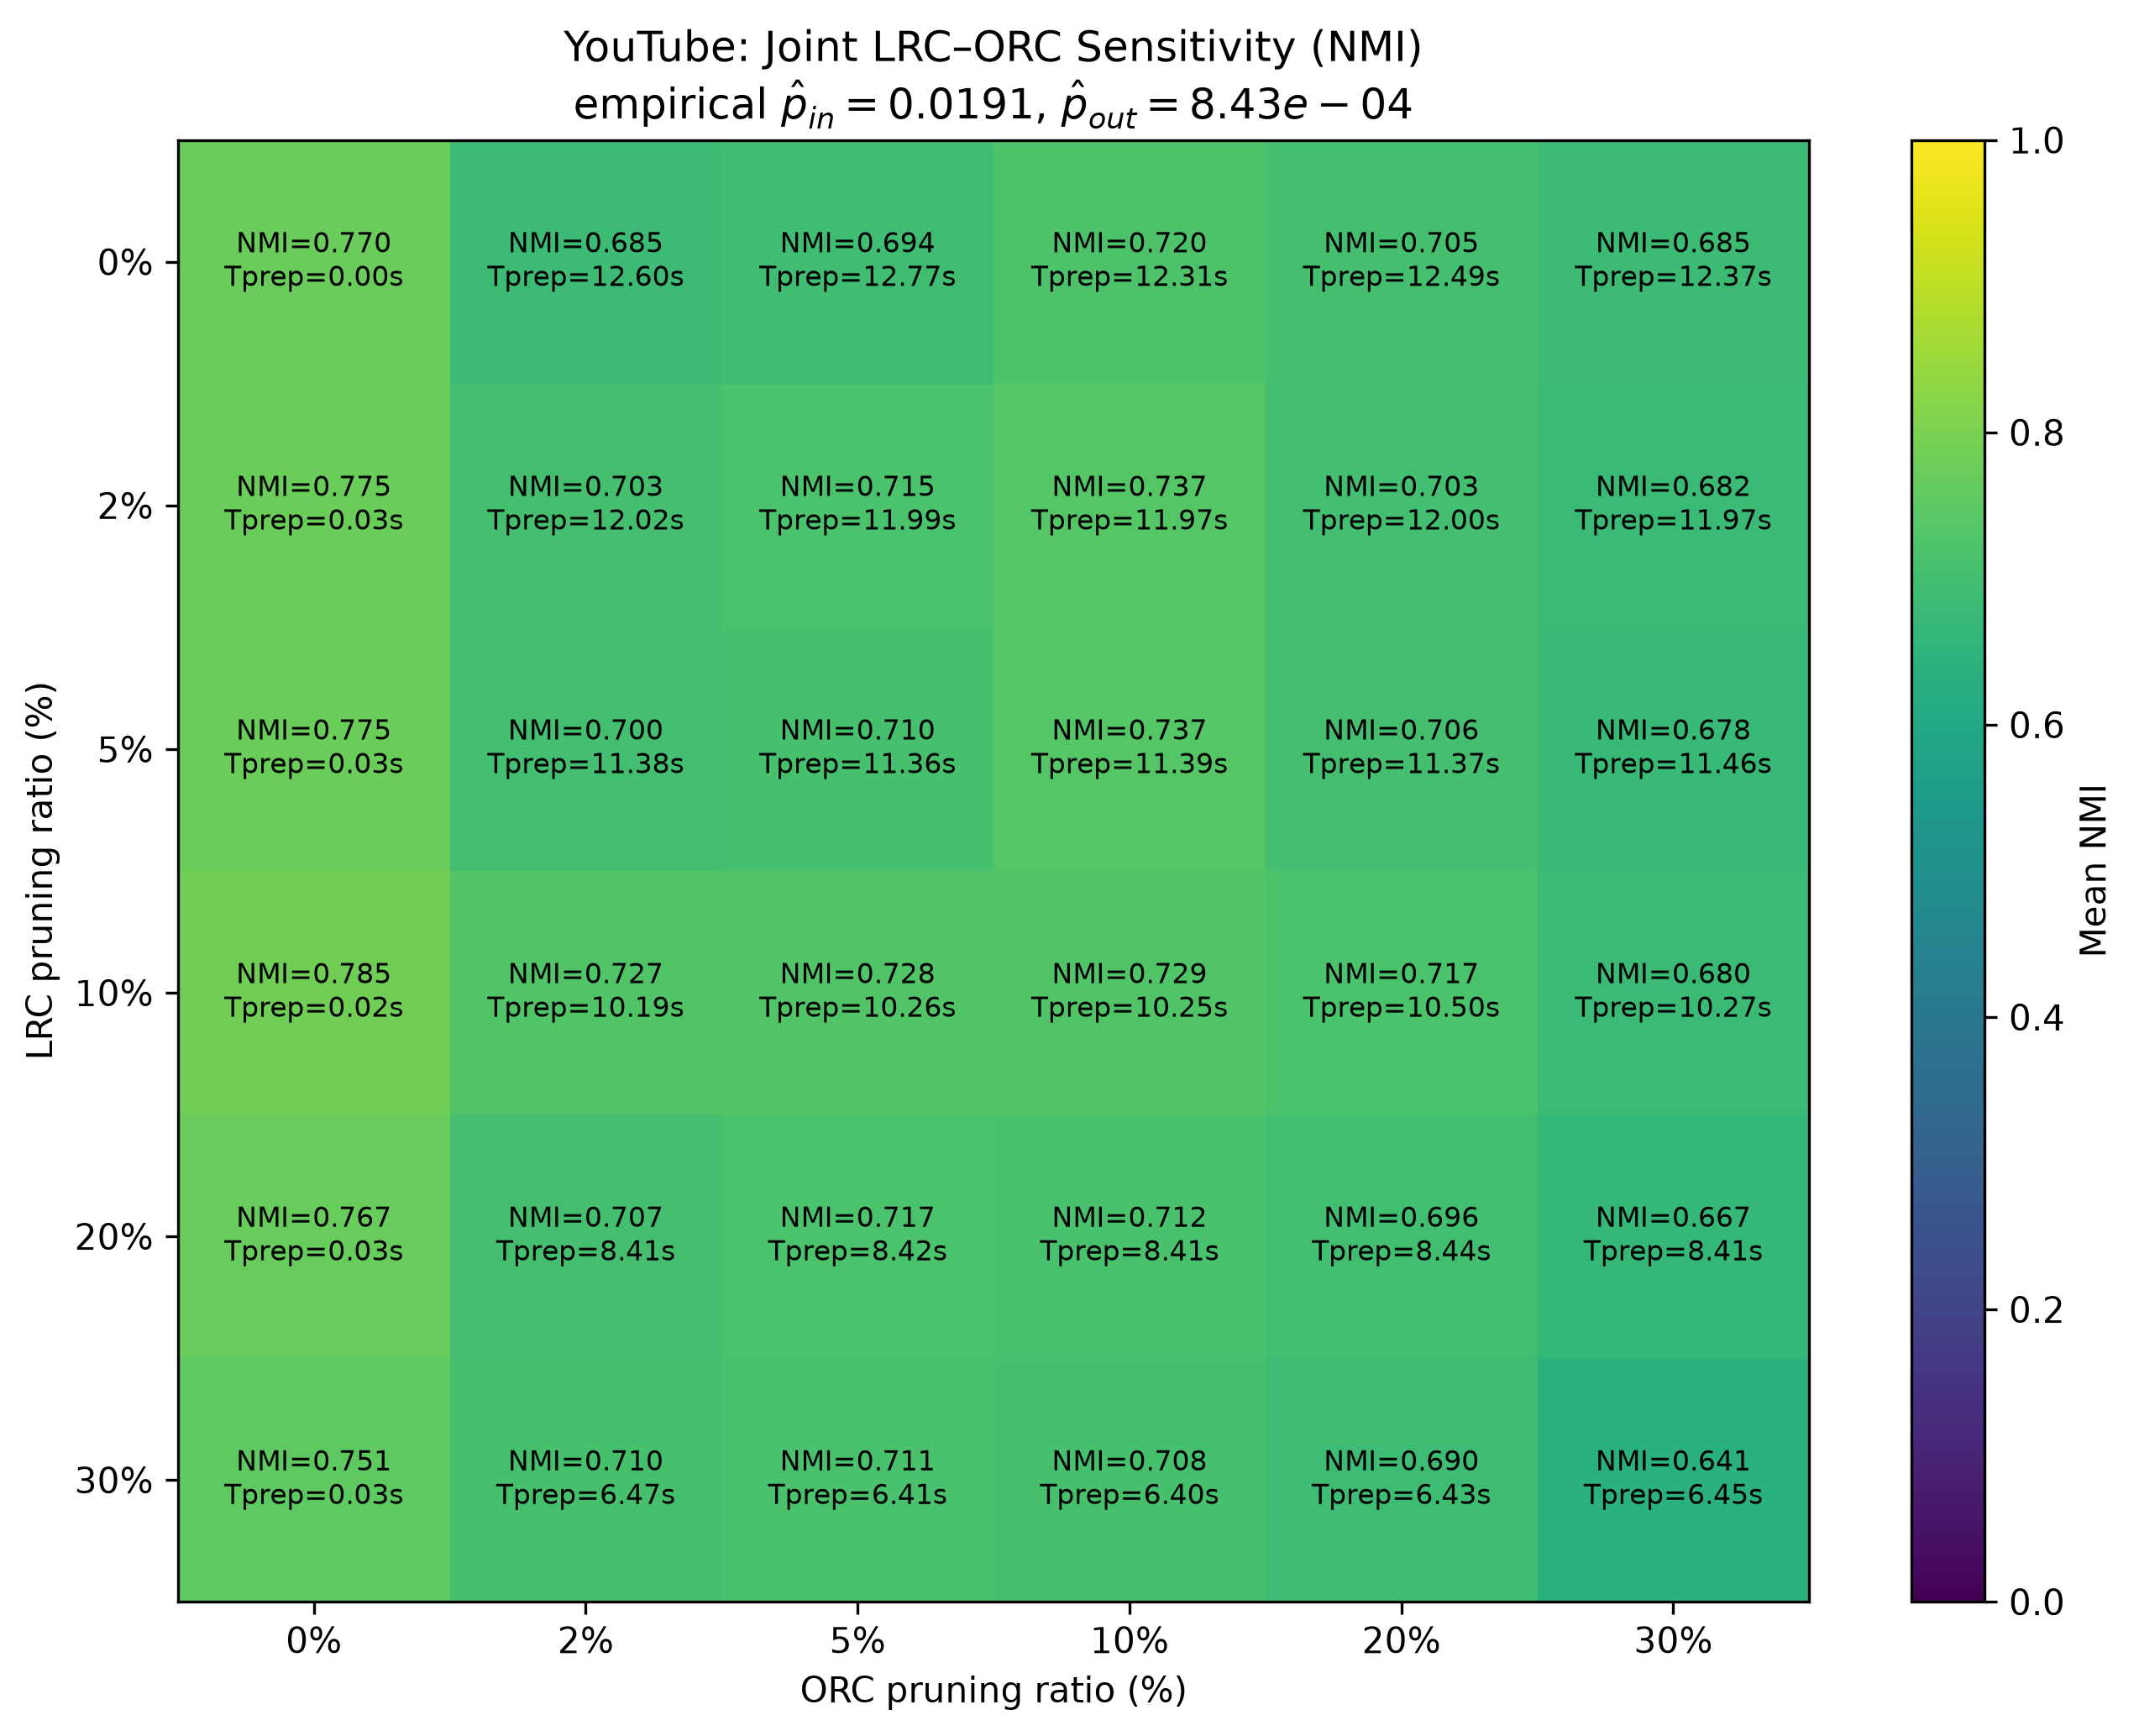 YouTube: Joint LRC–ORC Sensitivity (NMI)
empirical p̂_in = 0.0191, p̂_out = 8.43e − 04
LRC pruning ratio (%)
0%
NMI=0.770
Tprep=0.00s
NMI=0.685
Tprep=12.60s
NMI=0.694
Tprep=12.77s
NMI=0.720
Tprep=12.31s
NMI=0.705
Tprep=12.49s
NMI=0.685
Tprep=12.37s
2%
NMI=0.775
Tprep=0.03s
NMI=0.703
Tprep=12.02s
NMI=0.715
Tprep=11.99s
NMI=0.737
Tprep=11.97s
NMI=0.703
Tprep=12.00s
NMI=0.682
Tprep=11.97s
5%
NMI=0.775
Tprep=0.03s
NMI=0.700
Tprep=11.38s
NMI=0.710
Tprep=11.36s
NMI=0.737
Tprep=11.39s
NMI=0.706
Tprep=11.37s
NMI=0.678
Tprep=11.46s
10%
NMI=0.785
Tprep=0.02s
NMI=0.727
Tprep=10.19s
NMI=0.728
Tprep=10.26s
NMI=0.729
Tprep=10.25s
NMI=0.717
Tprep=10.50s
NMI=0.680
Tprep=10.27s
20%
NMI=0.767
Tprep=0.03s
NMI=0.707
Tprep=8.41s
NMI=0.717
Tprep=8.42s
NMI=0.712
Tprep=8.41s
NMI=0.696
Tprep=8.44s
NMI=0.667
Tprep=8.41s
30%
NMI=0.751
Tprep=0.03s
NMI=0.710
Tprep=6.47s
NMI=0.711
Tprep=6.41s
NMI=0.708
Tprep=6.40s
NMI=0.690
Tprep=6.43s
NMI=0.641
Tprep=6.45s
0%
2%
5%
10%
20%
30%
ORC pruning ratio (%)
1.0
0.8
0.6
0.4
0.2
0.0
Mean NMI